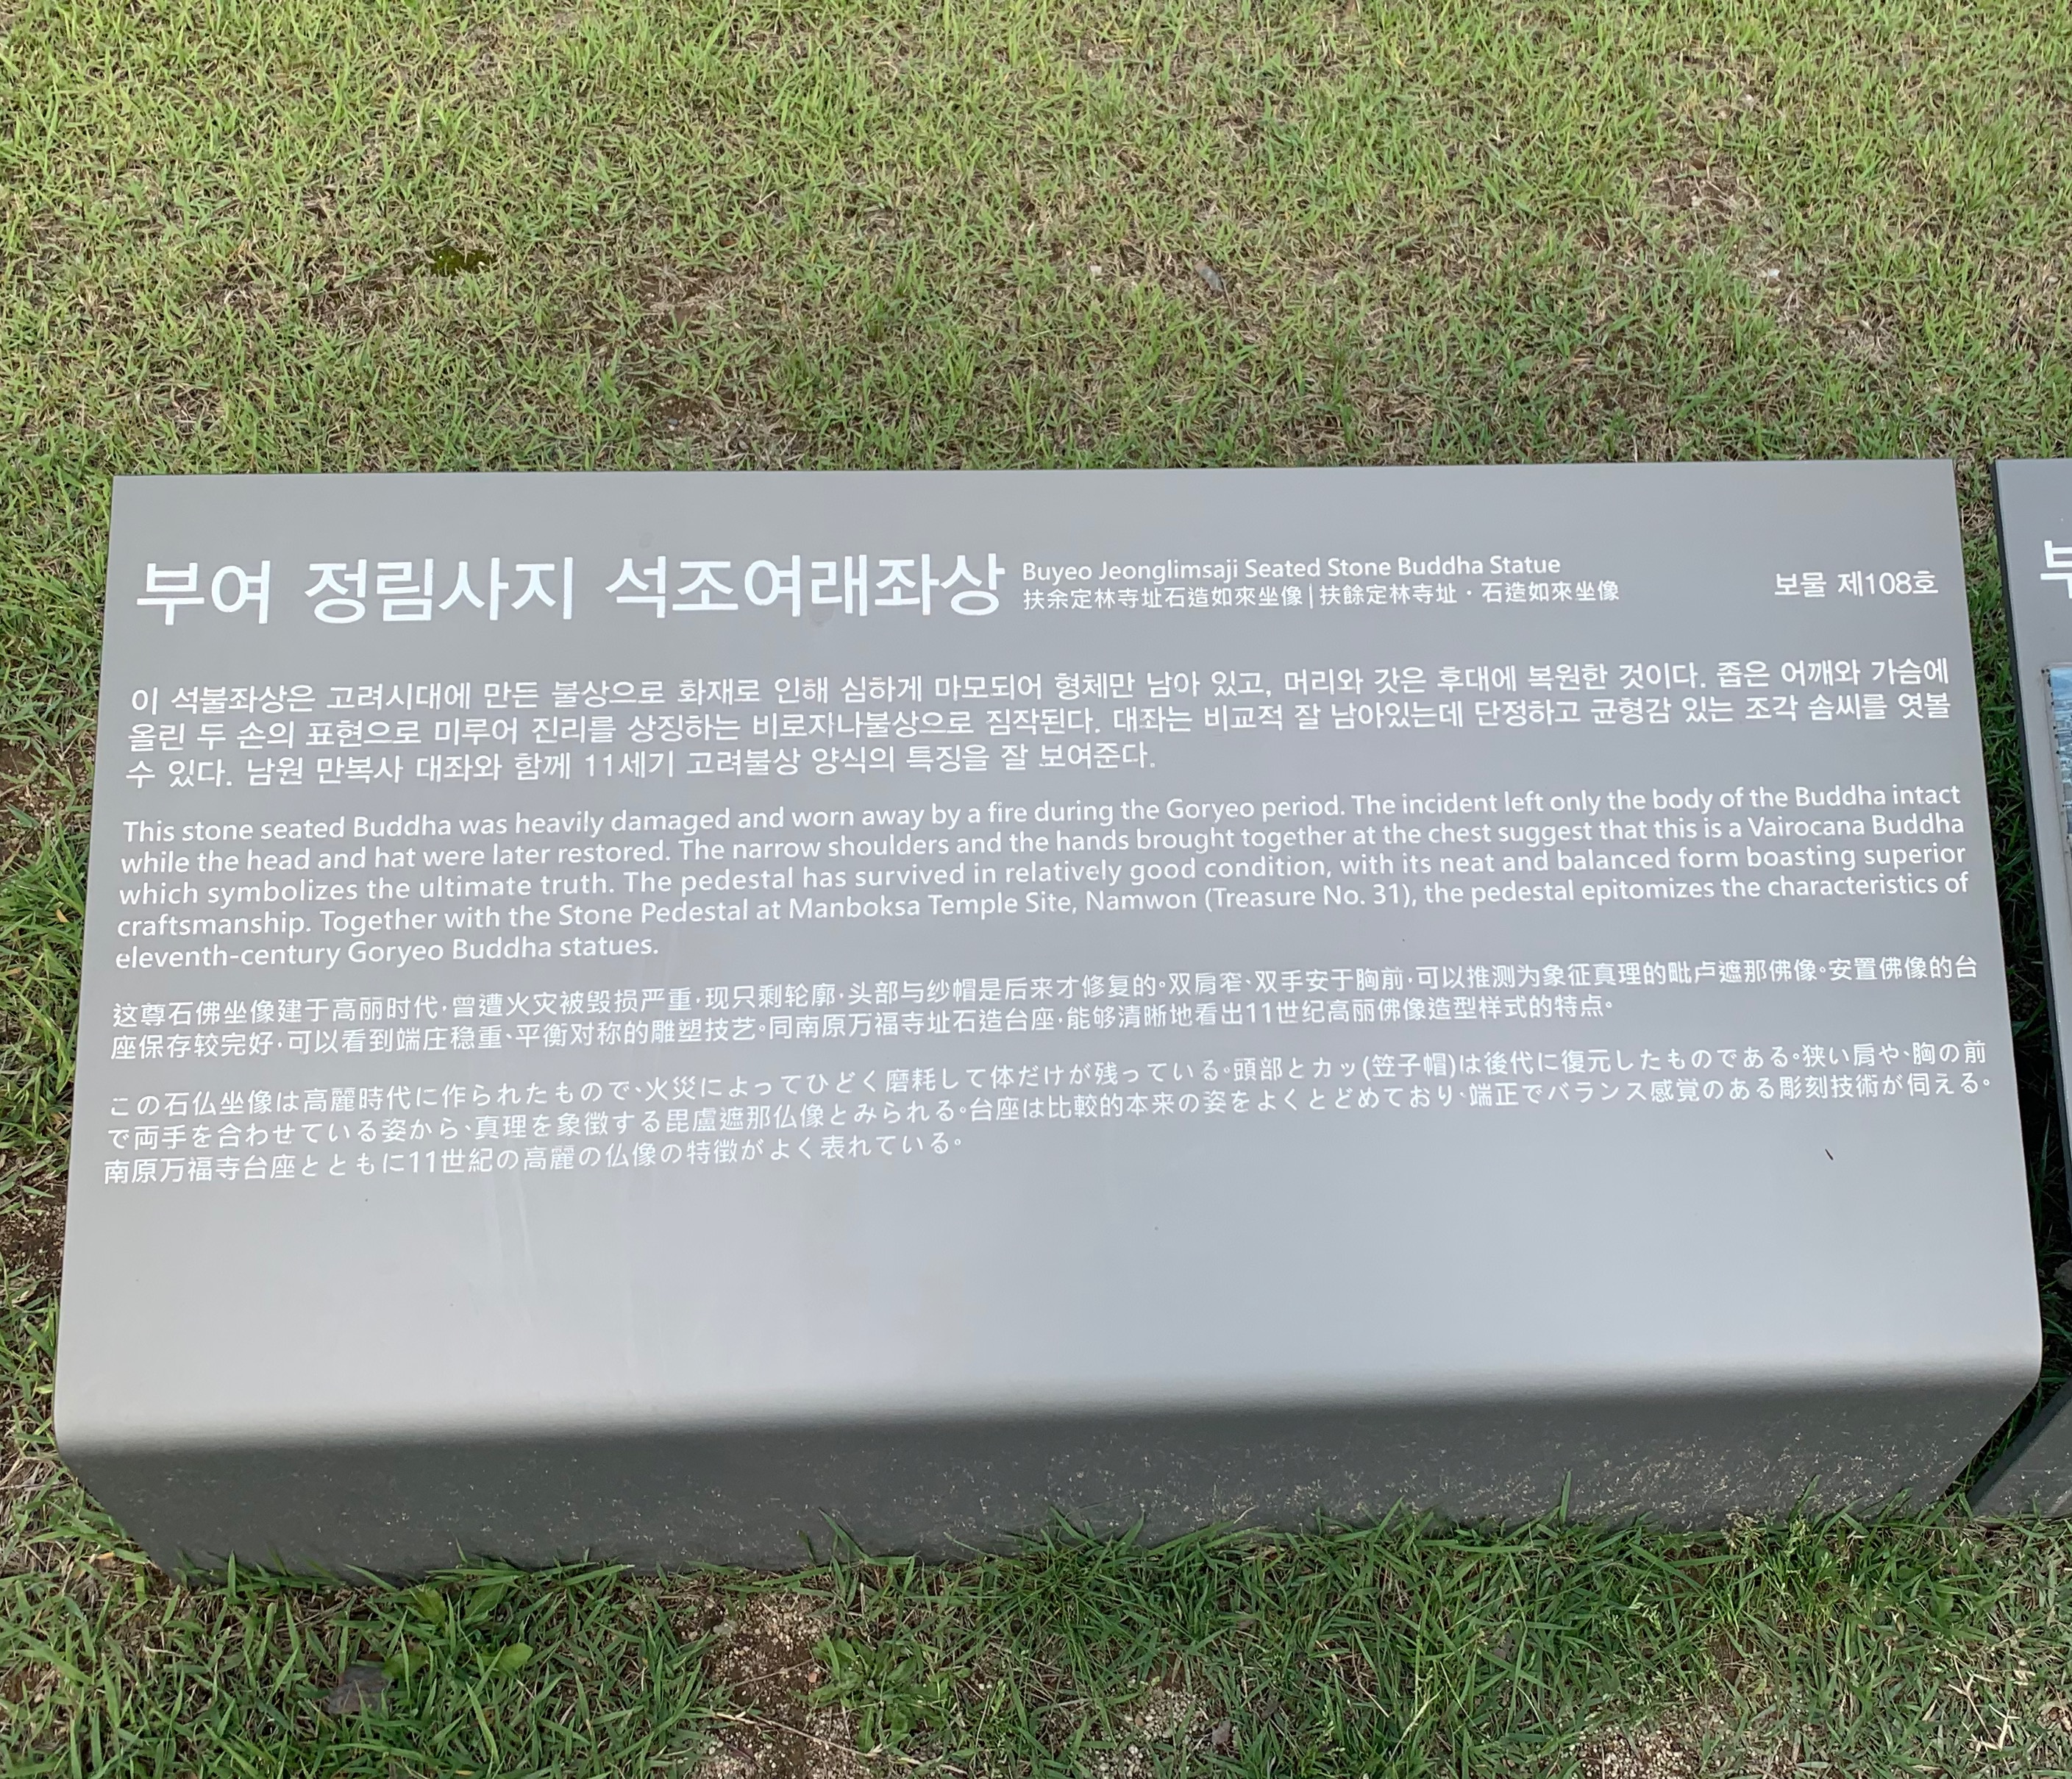 부여 정림사지 석조여래좌상
Buyeo Jeonglimsaji Seated Stone Buddha Statue
扶余定林寺址石造如來坐像 | 扶餘定林寺址・石造如來坐像
보물 제108호
이 석불좌상은 고려시대에 만든 불상으로 화재로 인해 심하게 마모되어 형체만 남아 있고, 머리와 갓은 후대에 복원한 것이다. 좁은 어깨와 가슴에
올린 두 손의 표현으로 미루어 진리를 상징하는 비로자나불상으로 짐작된다. 대좌는 비교적 잘 남아있는데 단정하고 균형감 있는 조각 솜씨를 엿볼
수 있다. 남원 만복사 대좌와 함께 11세기 고려불상 양식의 특징을 잘 보여준다.
This stone seated Buddha was heavily damaged and worn away by a fire during the Goryeo period. The incident left only the body of the Buddha intact
while the head and hat were later restored. The narrow shoulders and the hands brought together at the chest suggest that this is a Vairocana Buddha
which symbolizes the ultimate truth. The pedestal has survived in relatively good condition, with its neat and balanced form boasting superior
craftsmanship. Together with the Stone Pedestal at Manboksa Temple Site, Namwon (Treasure No. 31), the pedestal epitomizes the characteristics of
eleventh-century Goryeo Buddha statues.
这尊石佛坐像建于高丽时代，曾遭火灾被毁损严重，现只剩轮廓，头部与纱帽是后来才修复的。双肩窄、双手安于胸前，可以推测为象征真理的毗卢遮那佛像。安置佛像的台
座保存较完好，可以看到端庄稳重、平衡对称的雕塑技艺。同南原万福寺址石造台座，能够清晰地看出11世纪高丽佛像造型样式的特点。
この石仏坐像は高麗時代に作られたもので、火災によってひどく磨耗して体だけが残っている。頭部とカッ(笠子帽)は後代に復元したものである。狭い肩や、胸の前
で両手を合わせている姿から、真理を象徴する毘盧遮那仏像とみられる。台座は比較的本来の姿をよくとどめており、端正でバランス感覚のある彫刻技術が伺える。
南原万福寺台座とともに11世紀の高麗の仏像の特徴がよく表れている。